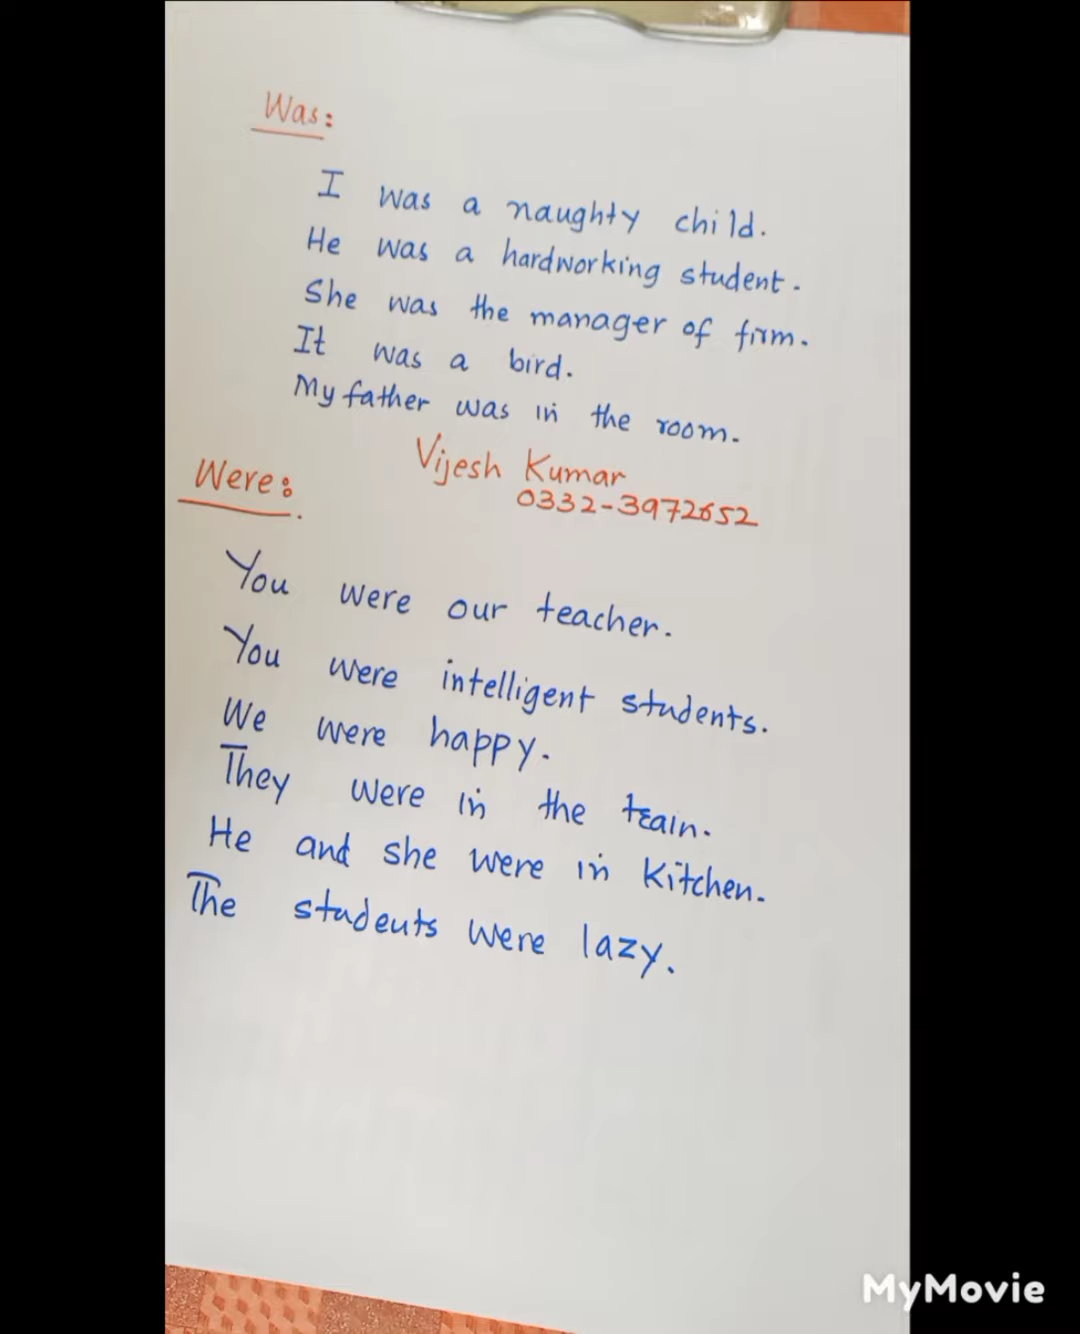 Was:
I was a naughty child.
He was a hardworking student.
She was the manager of firm.
It was a bird.
My father was in the room.
Vijesh Kumar
0332-3972652
Were:
You were our teacher.
You were intelligent students.
We were happy.
They were in the train.
He and she were in kitchen.
The students were lazy.
MyMovie